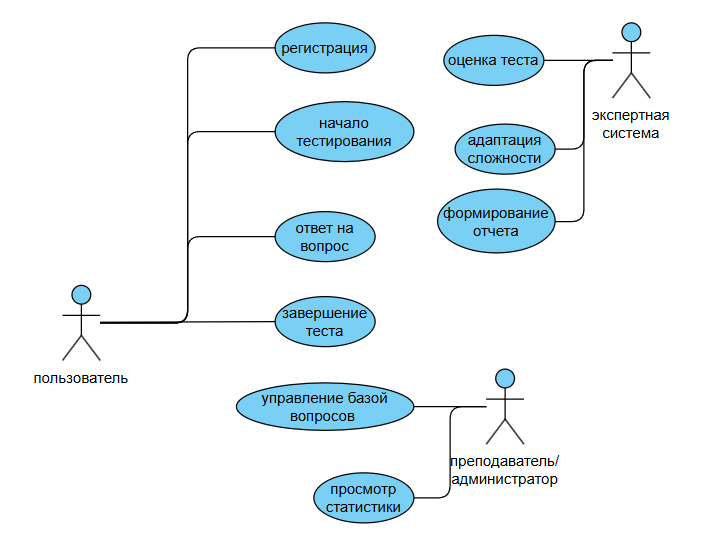 регистрация
оценка теста
экспертная
система
начало
тестирования
адаптация
сложности
формирование
отчета
ответ на
вопрос
завершение
теста
пользователь
управление базой
вопросов
преподаватель/
администратор
просмотр
статистики